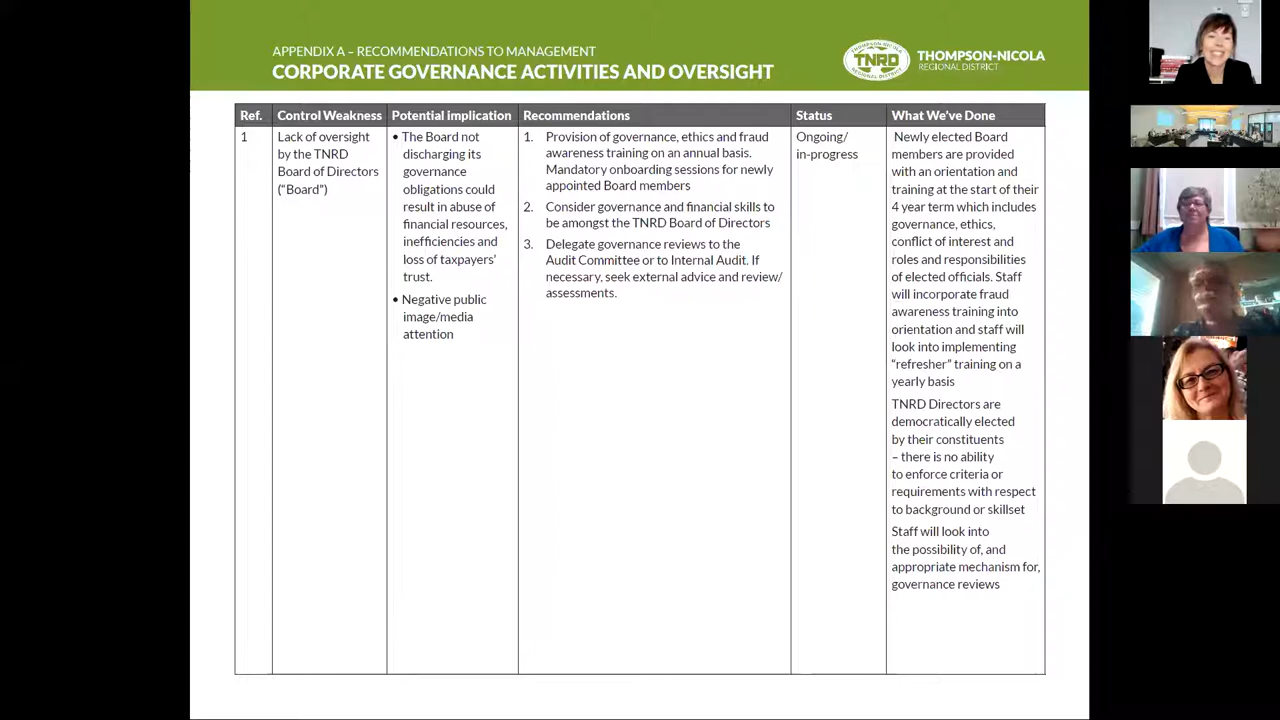 APPENDIX A – RECOMMENDATIONS TO MANAGEMENT
CORPORATE GOVERNANCE ACTIVITIES AND OVERSIGHT
THOMPSON-NICOLA
REGIONAL DISTRICT
TNRD
THOMPSON-NICOLA
REGIONAL DISTRICT
Ref.
Control Weakness
Potential implication
Recommendations
Status
What We've Done
1
Lack of oversight
by the TNRD
Board of Directors
("Board")
• The Board not
discharging its
governance
obligations could
result in abuse of
financial resources,
inefficiencies and
loss of taxpayers'
trust.
• Negative public
image/media
attention
1. Provision of governance, ethics and fraud
awareness training on an annual basis.
Mandatory onboarding sessions for newly
appointed Board members
2. Consider governance and financial skills to
be amongst the TNRD Board of Directors
3. Delegate governance reviews to the
Audit Committee or to Internal Audit. If
necessary, seek external advice and review/
assessments.
Ongoing/
in-progress
Newly elected Board
members are provided
with an orientation and
training at the start of their
4 year term which includes
governance, ethics,
conflict of interest and
roles and responsibilities
of elected officials. Staff
will incorporate fraud
awareness training into
orientation and staff will
look into implementing
"refresher" training on a
yearly basis
TNRD Directors are
democratically elected
by their constituents
– there is no ability
to enforce criteria or
requirements with respect
to background or skillset
Staff will look into
the possibility of, and
appropriate mechanism for,
governance reviews